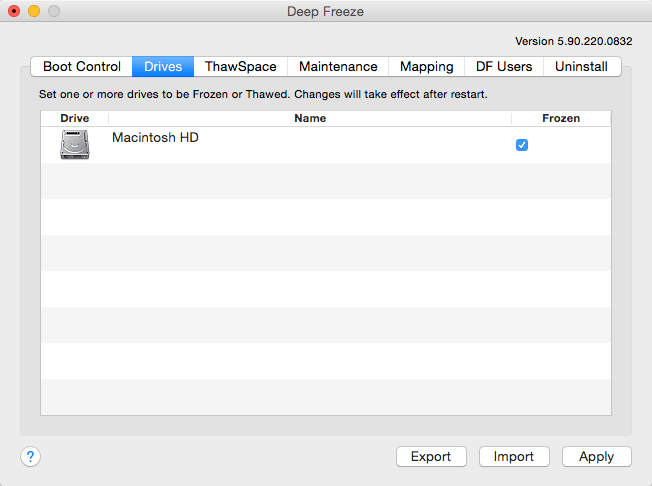 Deep Freeze
Version 5.90.220.0832
Boot Control Drives ThawSpace Maintenance Mapping DF Users Uninstall
Set one or more drives to be Frozen or Thawed. Changes will take effect after restart.
Drive Name Frozen
Macintosh HD
? Export Import Apply